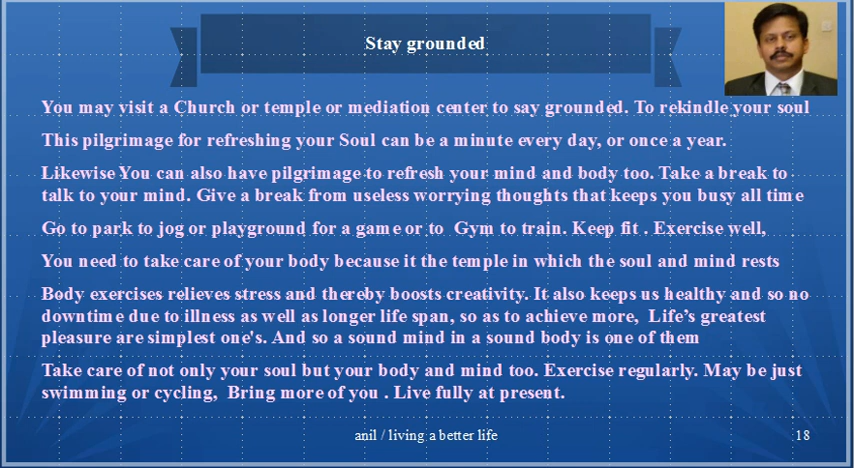 Stay grounded
You may visit a Church or temple or mediation center to say grounded. To rekindle your soul
This pilgrimage for refreshing your Soul can be a minute every day, or once a year.
Likewise You can also have pilgrimage to refresh your mind and body too. Take a break to
talk to your mind. Give a break from useless worrying thoughts that keeps you busy all time
Go to park to jog or playground for a game or to  Gym to train. Keep fit . Exercise well,
You need to take care of your body because it the temple in which the soul and mind rests
Body exercises relieves stress and thereby boosts creativity. It also keeps us healthy and so no
downtime due to illness as well as longer life span, so as to achieve more,  Life’s greatest
pleasure are simplest one's. And so a sound mind in a sound body is one of them
Take care of not only your soul but your body and mind too. Exercise regularly. May be just
swimming or cycling,  Bring more of you . Live fully at present.
anil / living a better life
18